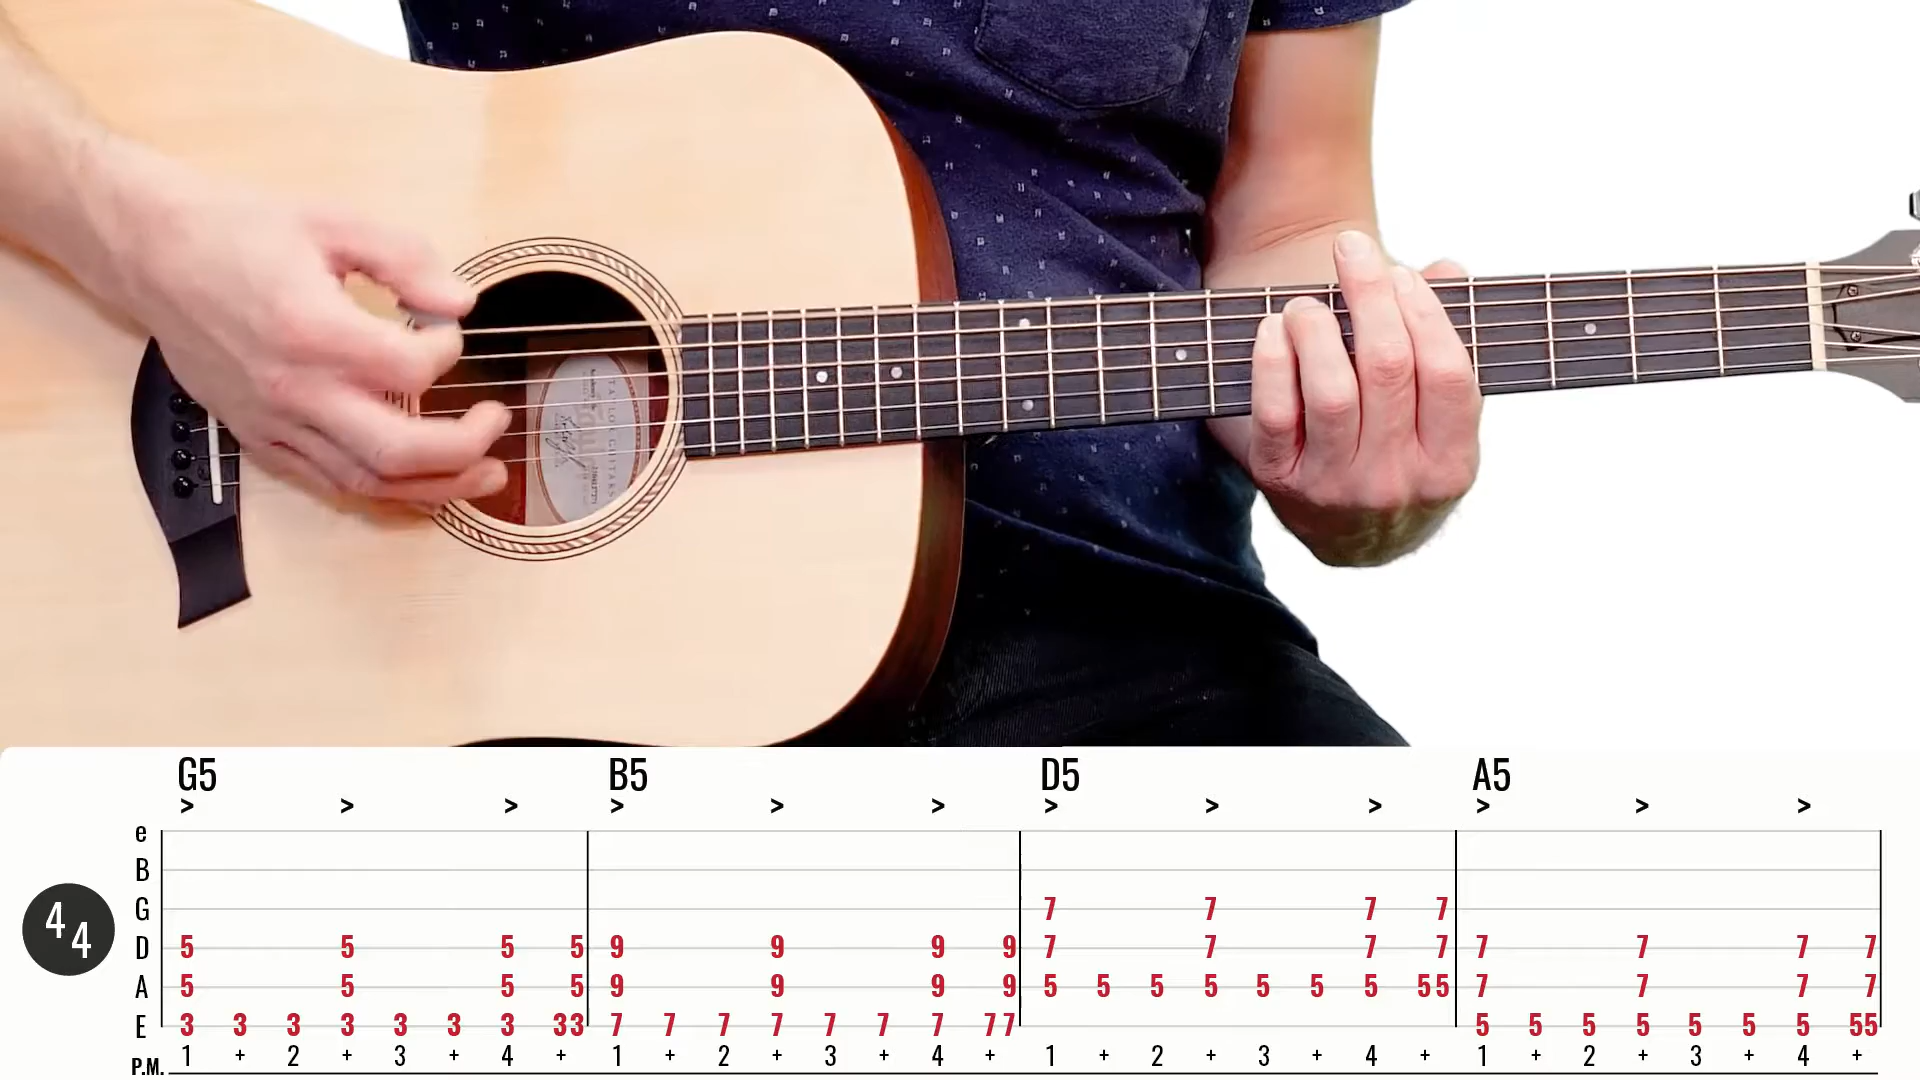 TAYLOR GUITARS
G5 B5 D5 A5
> > > > > > > > > > > >
e
B
G 7 7 7 7
D 5 5 5 5 9 9 9 9 7 7 7 7 7 7 7 7
A 5 5 5 5 9 9 9 9 5 5 5 5 5 5 5 55 7 7 7 7
4
4
E 3 3 3 3 3 3 3 33 7 7 7 7 7 7 7 77 5 5 5 5 5 5 5 55
1 + 2 + 3 + 4 + 1 + 2 + 3 + 4 + 1 + 2 + 3 + 4 + 1 + 2 + 3 + 4 +
P.M.